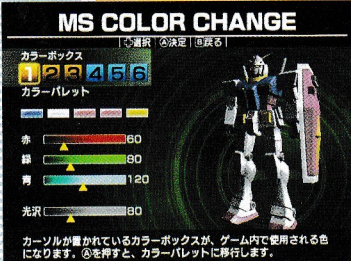 MS COLOR CHANGE
選択 Ⓐ決定 Ⓑ戻る
カラーボックス
1 2 3 4 5 6
カラーパレット
赤 60
緑 80
青 120
光沢 80
カーソルが置かれているカラーボックスが、ゲーム内で使用される色
になります。Ⓐを押すと、カラーパレットに移行します。